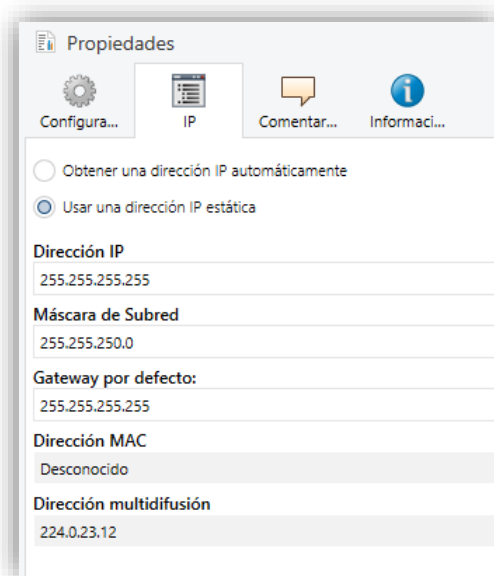 Propiedades
Configura... IP Comentar... Informaci...
Obtener una dirección IP automáticamente
Usar una dirección IP estática
Dirección IP
255.255.255.255
Máscara de Subred
255.255.250.0
Gateway por defecto:
255.255.255.255
Dirección MAC
Desconocido
Dirección multidifusión
224.0.23.12